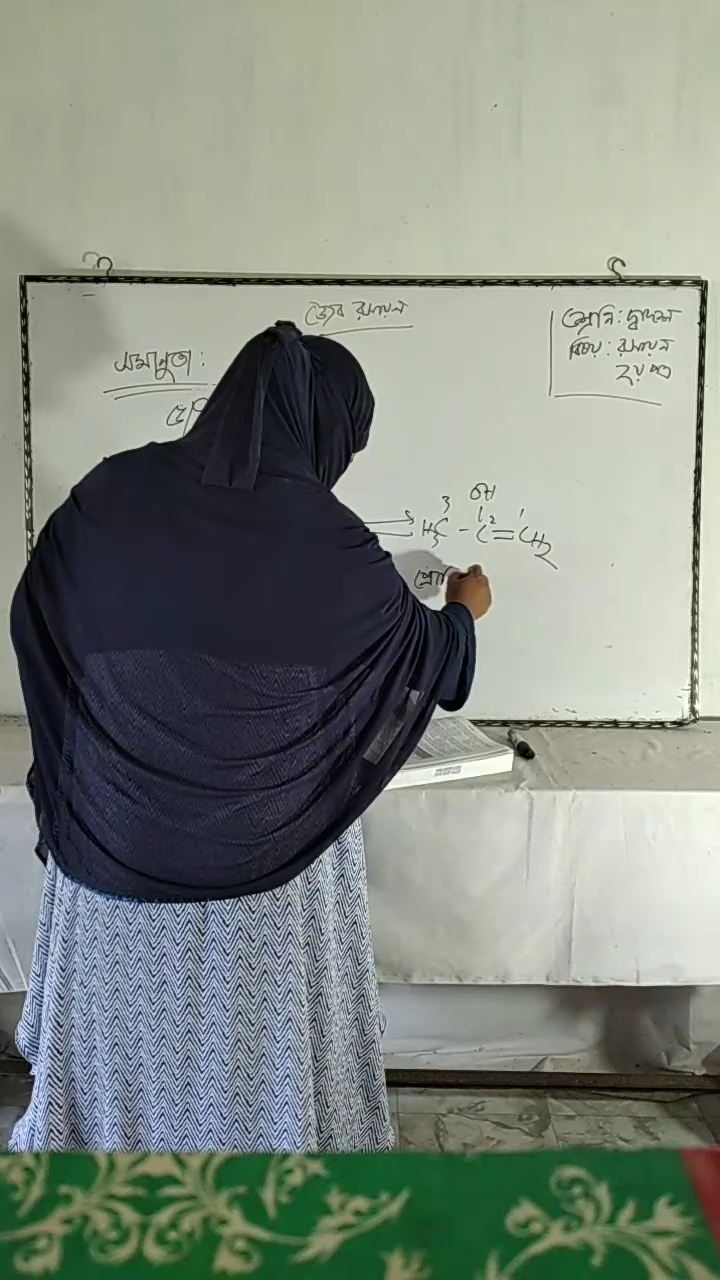 জৈব রসায়ন
শ্রেণি: দ্বাদশ
বিষয়: রসায়ন
২য় পত্র
সমানুতা:
3 OH
| 2 1
H3C - C = CH2